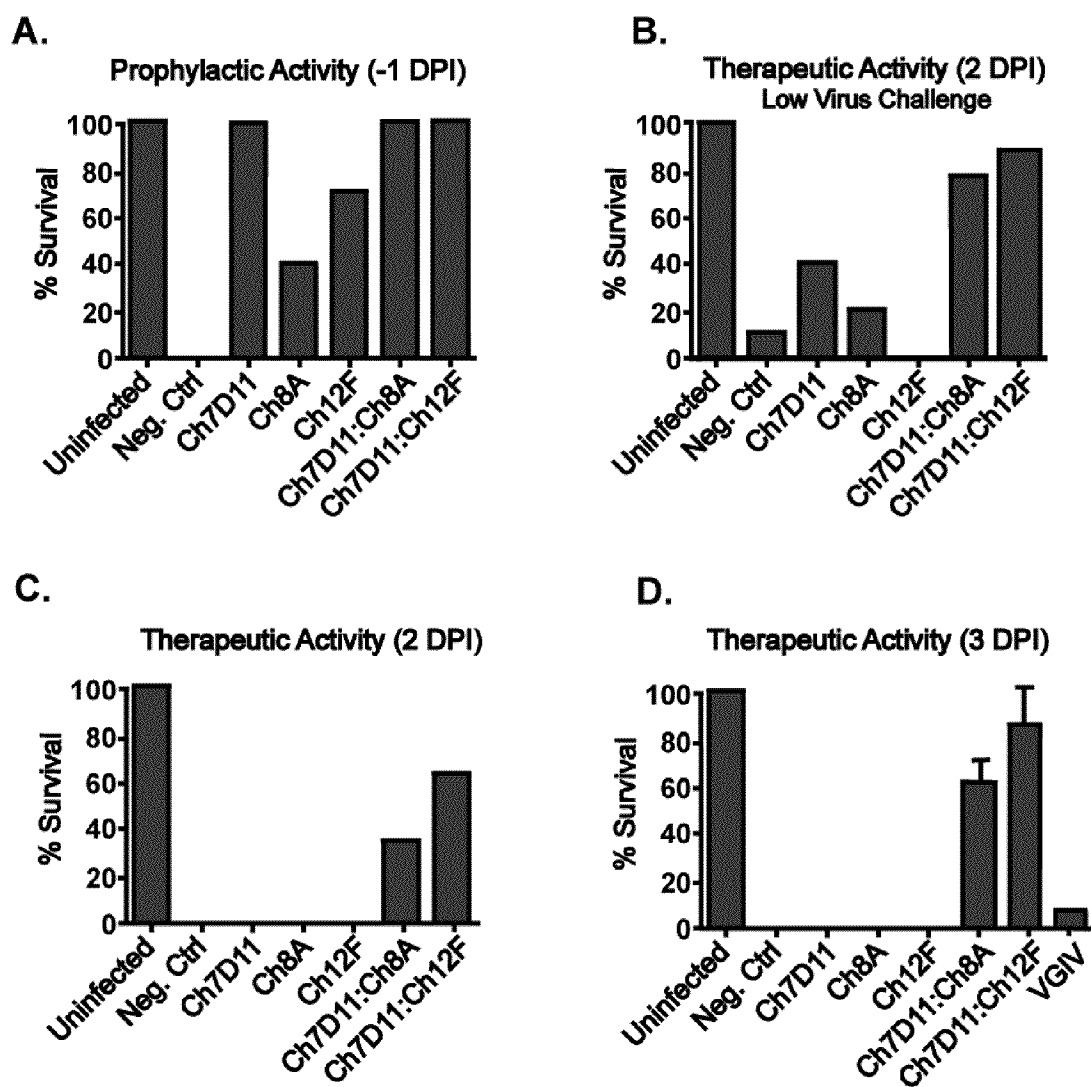 A.
Prophylactic Activity (-1 DPI)
% Survival
100
80
60
40
20
0
Uninfected
Neg. Ctrl
Ch7D11
Ch8A
Ch12F
Ch7D11:Ch8A
Ch7D11:Ch12F
B.
Therapeutic Activity (2 DPI)
Low Virus Challenge
% Survival
100
80
60
40
20
0
Uninfected
Neg. Ctrl
Ch7D11
Ch8A
Ch12F
Ch7D11:Ch8A
Ch7D11:Ch12F
C.
Therapeutic Activity (2 DPI)
% Survival
100
80
60
40
20
0
Uninfected
Neg. Ctrl
Ch7D11
Ch8A
Ch12F
Ch7D11:Ch8A
Ch7D11:Ch12F
D.
Therapeutic Activity (3 DPI)
% Survival
100
80
60
40
20
0
Uninfected
Neg. Ctrl
Ch7D11
Ch8A
Ch12F
Ch7D11:Ch8A
Ch7D11:Ch12F
VGIV